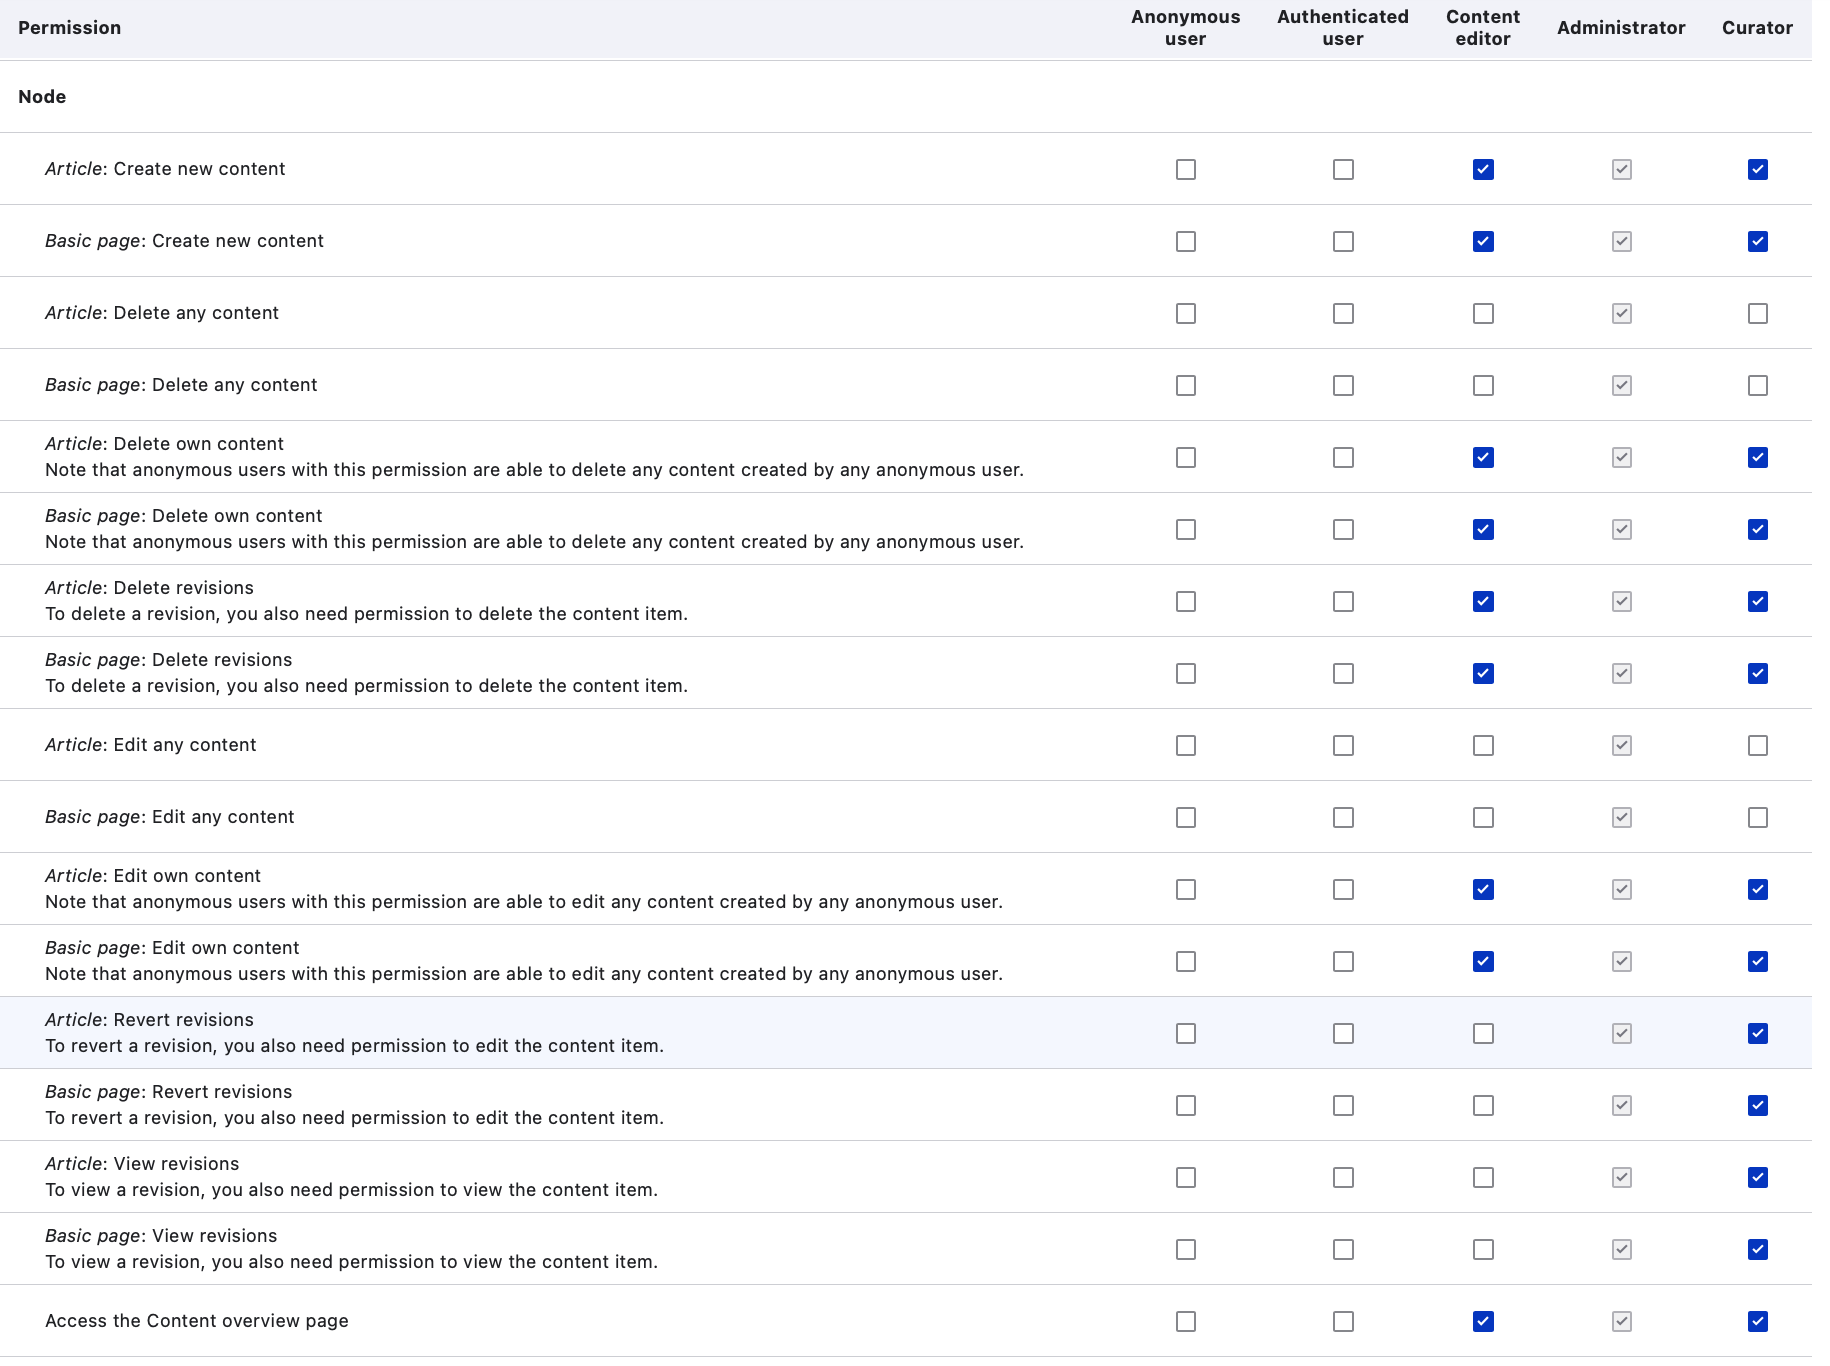 Permission
Anonymous
user
Authenticated
user
Content
editor
Administrator
Curator
Node
Article: Create new content
Basic page: Create new content
Article: Delete any content
Basic page: Delete any content
Article: Delete own content
Note that anonymous users with this permission are able to delete any content created by any anonymous user.
Basic page: Delete own content
Note that anonymous users with this permission are able to delete any content created by any anonymous user.
Article: Delete revisions
To delete a revision, you also need permission to delete the content item.
Basic page: Delete revisions
To delete a revision, you also need permission to delete the content item.
Article: Edit any content
Basic page: Edit any content
Article: Edit own content
Note that anonymous users with this permission are able to edit any content created by any anonymous user.
Basic page: Edit own content
Note that anonymous users with this permission are able to edit any content created by any anonymous user.
Article: Revert revisions
To revert a revision, you also need permission to edit the content item.
Basic page: Revert revisions
To revert a revision, you also need permission to edit the content item.
Article: View revisions
To view a revision, you also need permission to view the content item.
Basic page: View revisions
To view a revision, you also need permission to view the content item.
Access the Content overview page